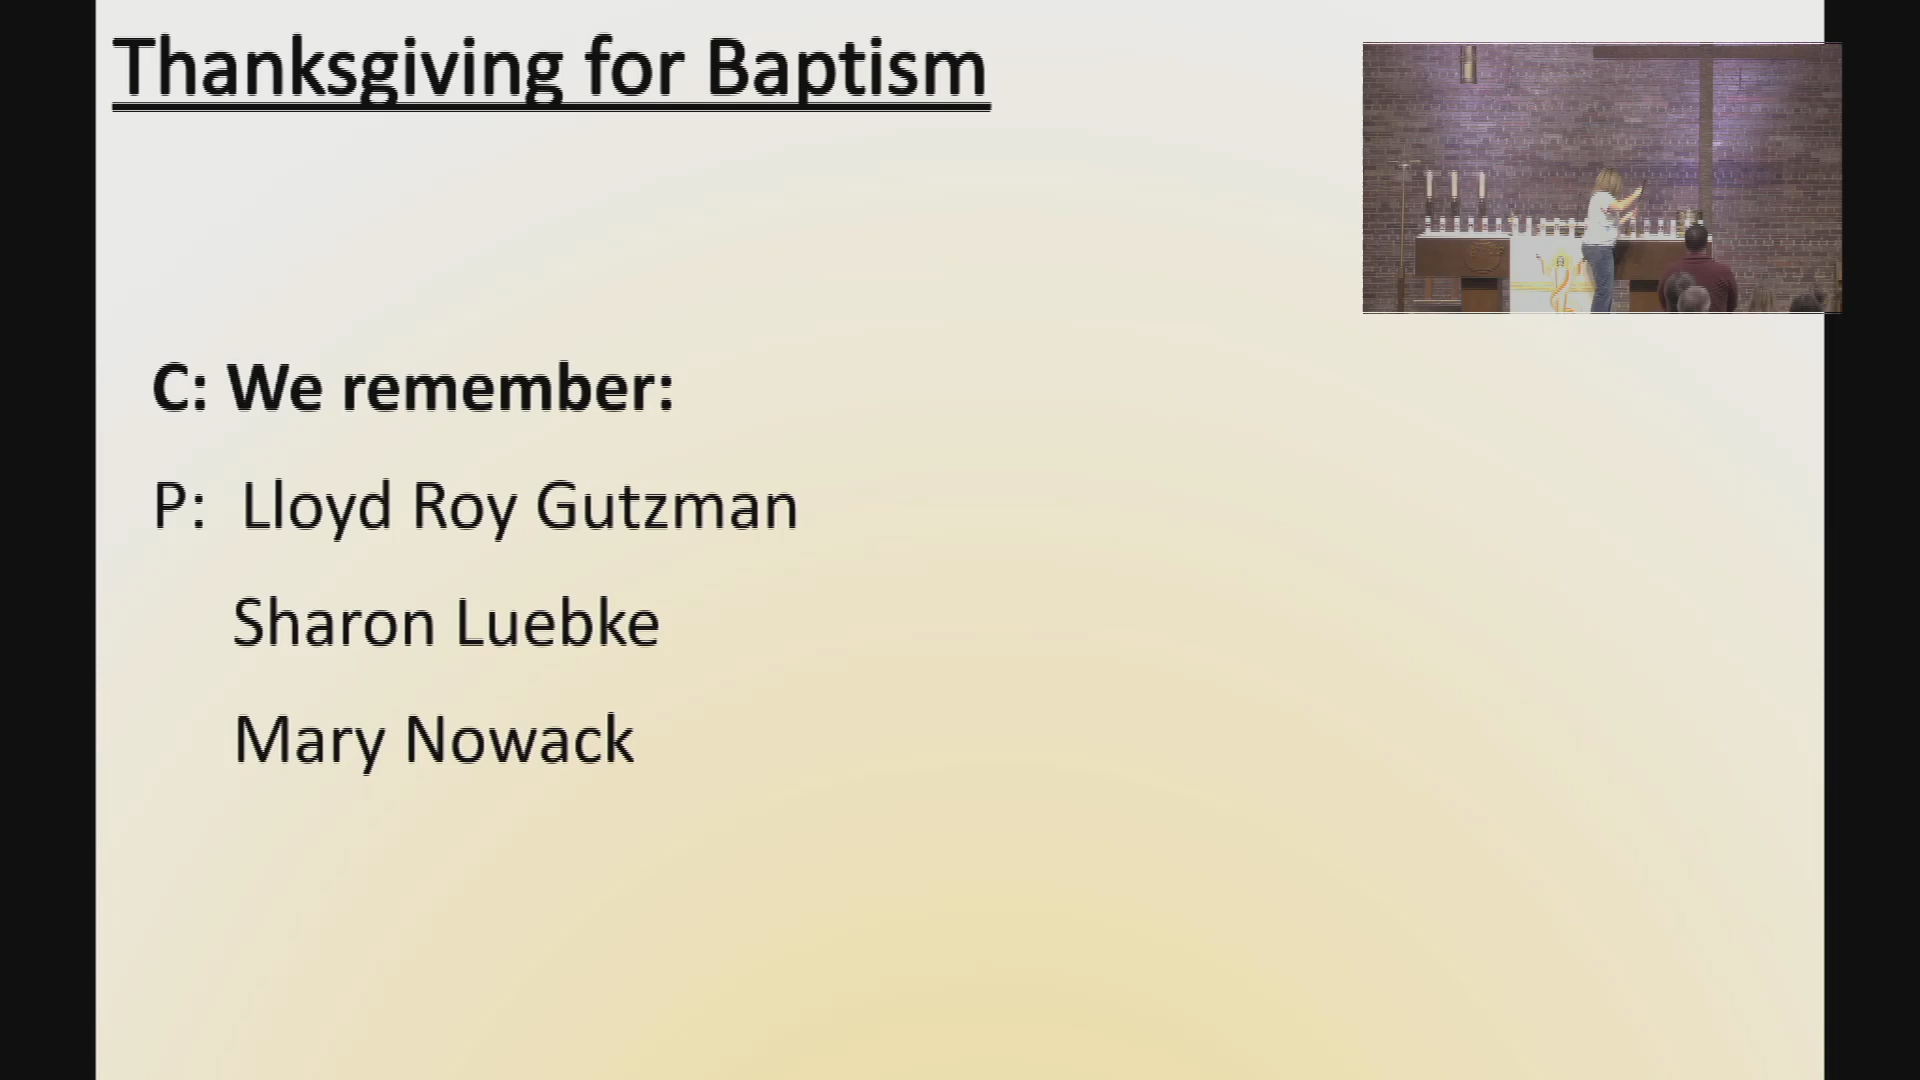 Thanksgiving for Baptism
C: We remember:
P: Lloyd Roy Gutzman
Sharon Luebke
Mary Nowack